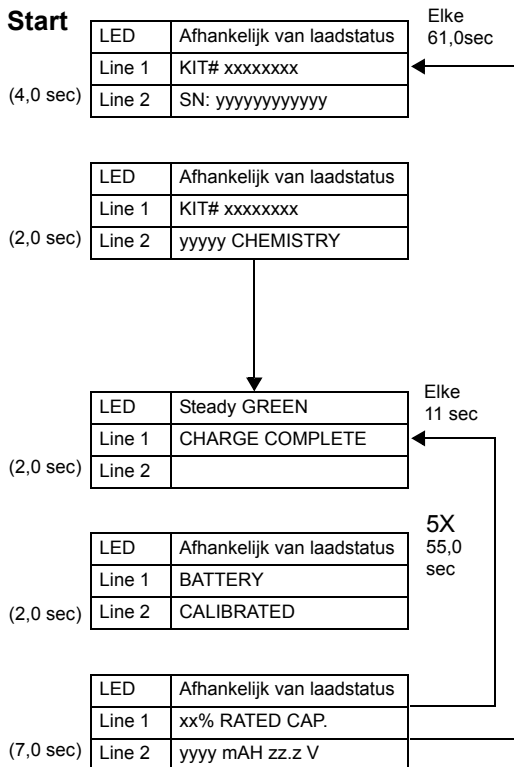 Start
LED Afhankelijk van laadstatus
Line 1 KIT# xxxxxxxx
(4,0 sec) Line 2 SN: yyyyyyyyyyyy
Elke
61,0sec
LED Afhankelijk van laadstatus
Line 1 KIT# xxxxxxxx
(2,0 sec) Line 2 yyyyy CHEMISTRY
LED Steady GREEN
Line 1 CHARGE COMPLETE
(2,0 sec) Line 2
Elke
11 sec
5X
55,0
sec
LED Afhankelijk van laadstatus
Line 1 BATTERY
(2,0 sec) Line 2 CALIBRATED
LED Afhankelijk van laadstatus
Line 1 xx% RATED CAP.
(7,0 sec) Line 2 yyyy mAH zz.z V